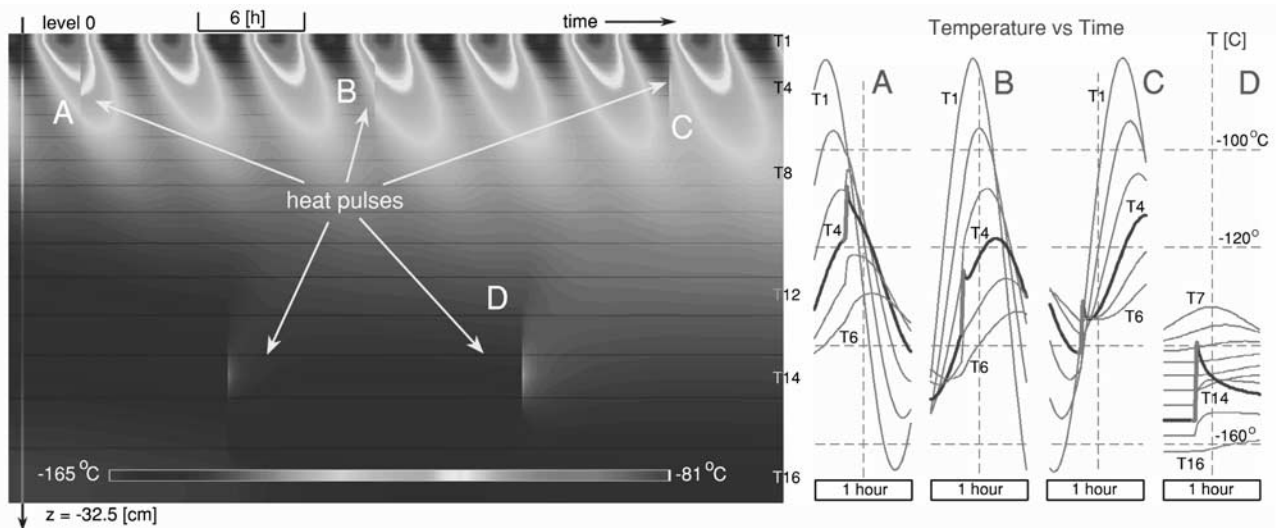 level 0
6 [h]
time
T1
T4
T8
T12
T14
T16
A
B
C
heat pulses
D
-165 °C
-81 °C
z = -32.5 [cm]
Temperature vs Time
T [C]
A
B
C
D
T1
T4
T6
T1
T4
T6
T1
T4
T6
-100 °C
-120°
T7
T14
-160°
T16
1 hour
1 hour
1 hour
1 hour